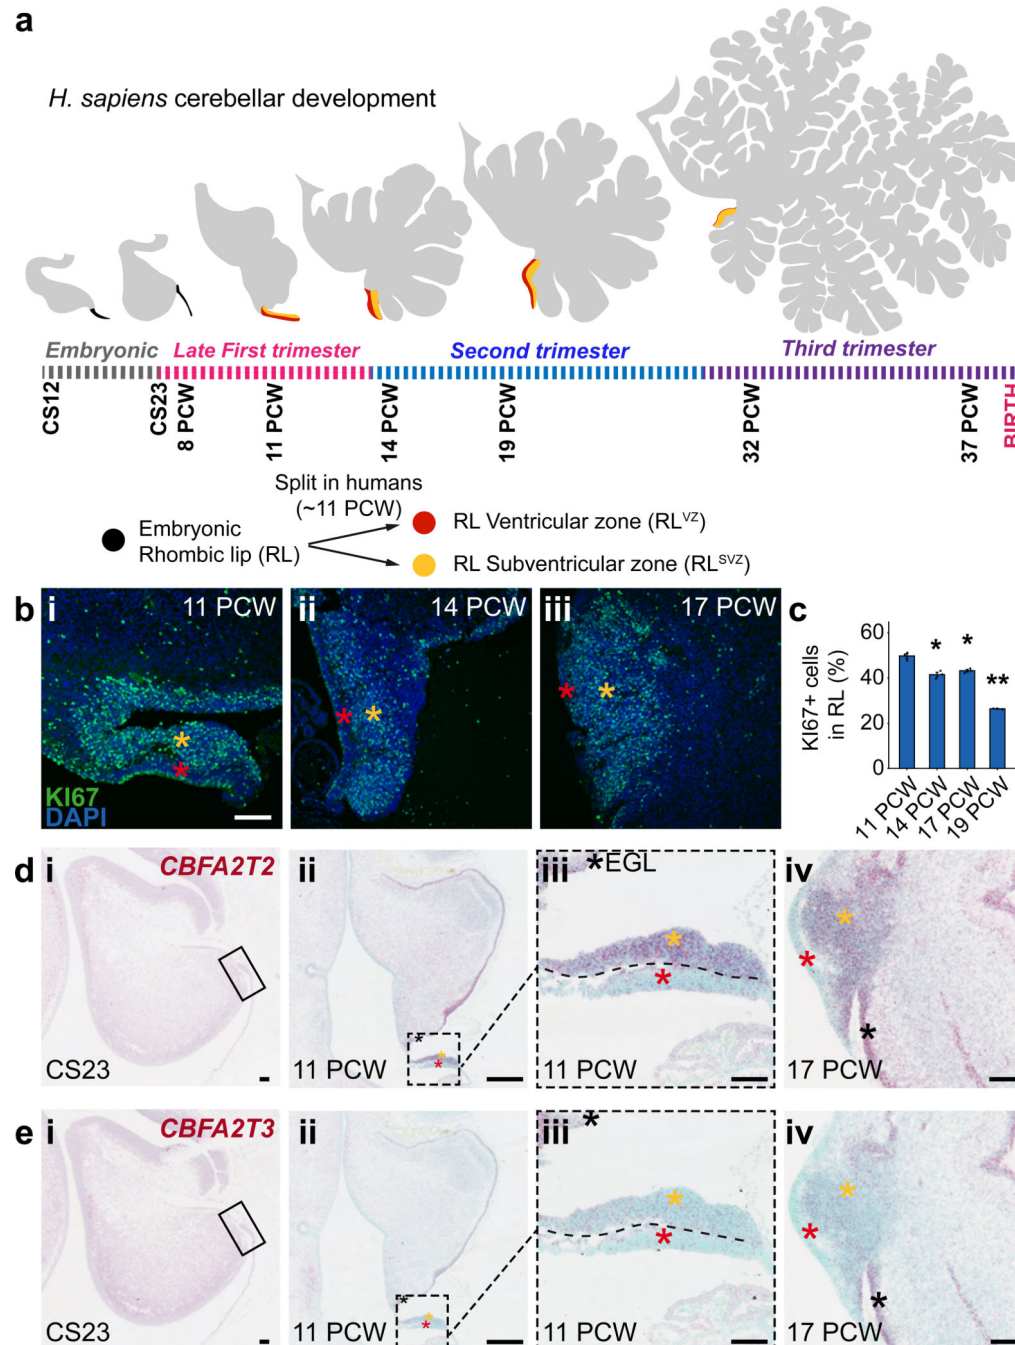 a
H. sapiens cerebellar development
Embryonic
Late First trimester
Second trimester
Third trimester
CS12
CS23
8 PCW
11 PCW
14 PCW
19 PCW
32 PCW
37 PCW
BIRTH
Split in humans
(~11 PCW)
Embryonic
Rhombic lip (RL)
RL Ventricular zone (RL^VZ)
RL Subventricular zone (RL^SVZ)
b
i
11 PCW
*
*
KI67
DAPI
ii
14 PCW
* *
iii
17 PCW
* *
c
KI67+ cells
in RL (%)
60
40
20
0
*
*
**
11 PCW
14 PCW
17 PCW
19 PCW
d
i
CBFA2T2
CS23
ii
*
*
*
11 PCW
iii
*EGL
*
*
11 PCW
iv
*
*
*
17 PCW
e
i
CBFA2T3
CS23
ii
*
*
*
11 PCW
iii
*
*
*
11 PCW
iv
*
*
*
17 PCW